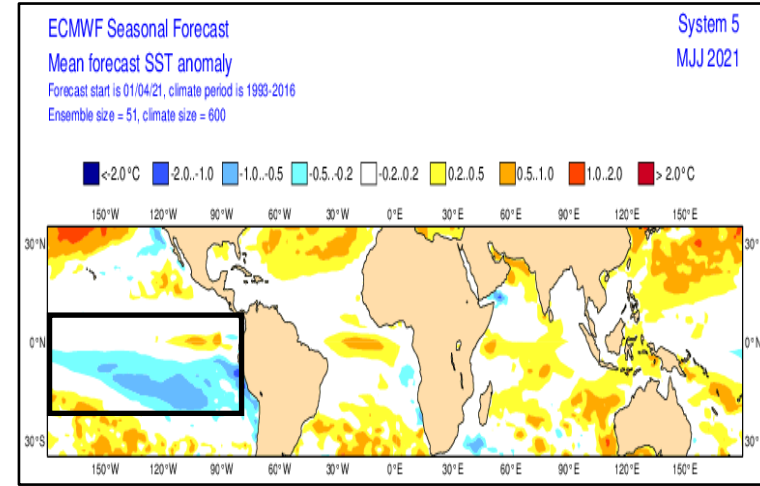 ECMWF Seasonal Forecast
System 5
Mean forecast SST anomaly
MJJ 2021
Forecast start is 01/04/21, climate period is 1993-2016
Ensemble size = 51, climate size = 600
<-2.0°C -2.0..-1.0 -1.0..-0.5 -0.5..-0.2 -0.2..0.2 0.2..0.5 0.5..1.0 1.0..2.0 > 2.0°C
150°W 120°W 90°W 60°W 30°W 0°E 30°E 60°E 90°E 120°E 150°E
30°N 30°
0°N 0°N
30°S 30°
150°W 120°W 90°W 60°W 30°W 0°E 30°E 60°E 90°E 120°E 150°E